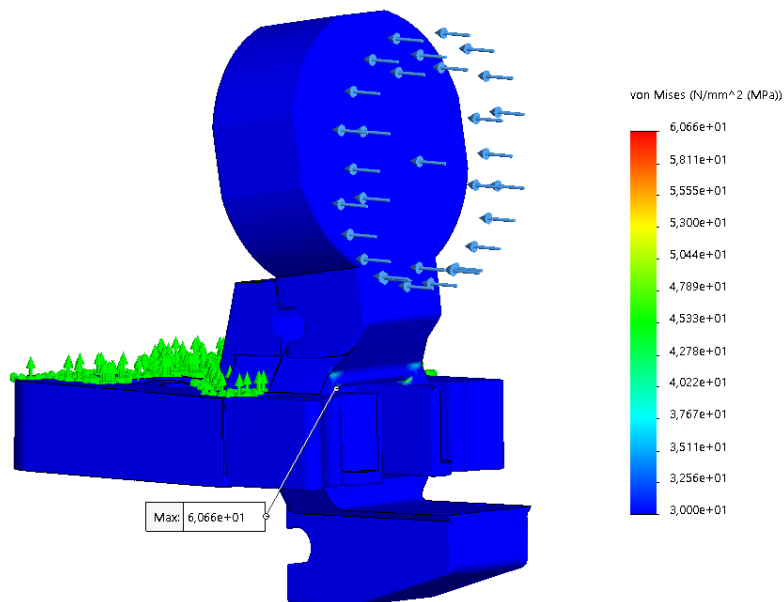 von Mises (N/mm^2 (MPa))
6,066e+01
5,811e+01
5,555e+01
5,300e+01
5,044e+01
4,789e+01
4,533e+01
4,278e+01
4,022e+01
3,767e+01
3,511e+01
3,256e+01
3,000e+01
Max: 6,066e+01